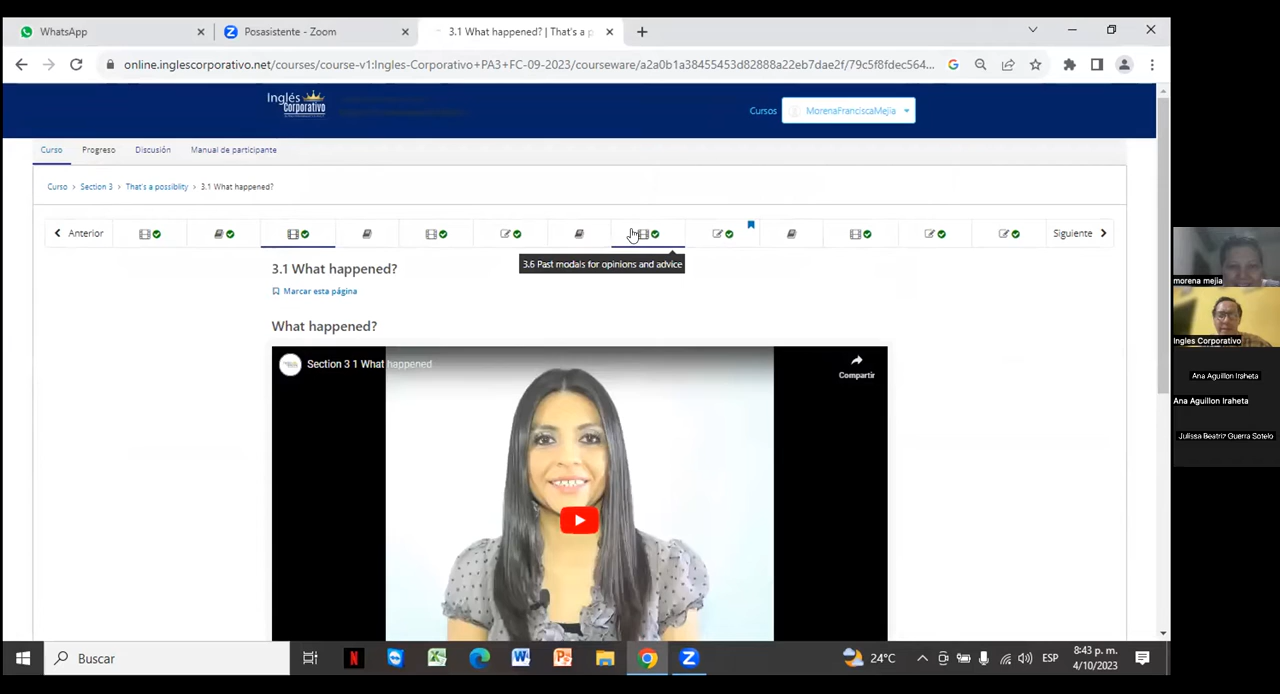 WhatsApp
Posasistente - Zoom
3.1 What happened? | That's a p
online.inglescorporativo.net/courses/course-v1:Ingles-Corporativo+PA3+FC-09-2023/courseware/a2a0b1a38455453d82888a22eb7dae2f/79c5f8fdec564...
Inglés
Corporativo
Cursos
MorenaFranciscaMejia
Curso
Progreso
Discusión
Manual de participante
Curso > Section 3 > That's a possiblity > 3.1 What happened?
Anterior
Siguiente
3.6 Past modals for opinions and advice
3.1 What happened?
Marcar esta página
What happened?
Section 3 1 What happened
Compartir
morena mejia
Ingles Corporativo
Ana Aguillon Iraheta
Ana Aguillon Iraheta
Julissa Beatriz Guerra Sotelo
Buscar
24°C
ESP
8:43 p. m.
4/10/2023